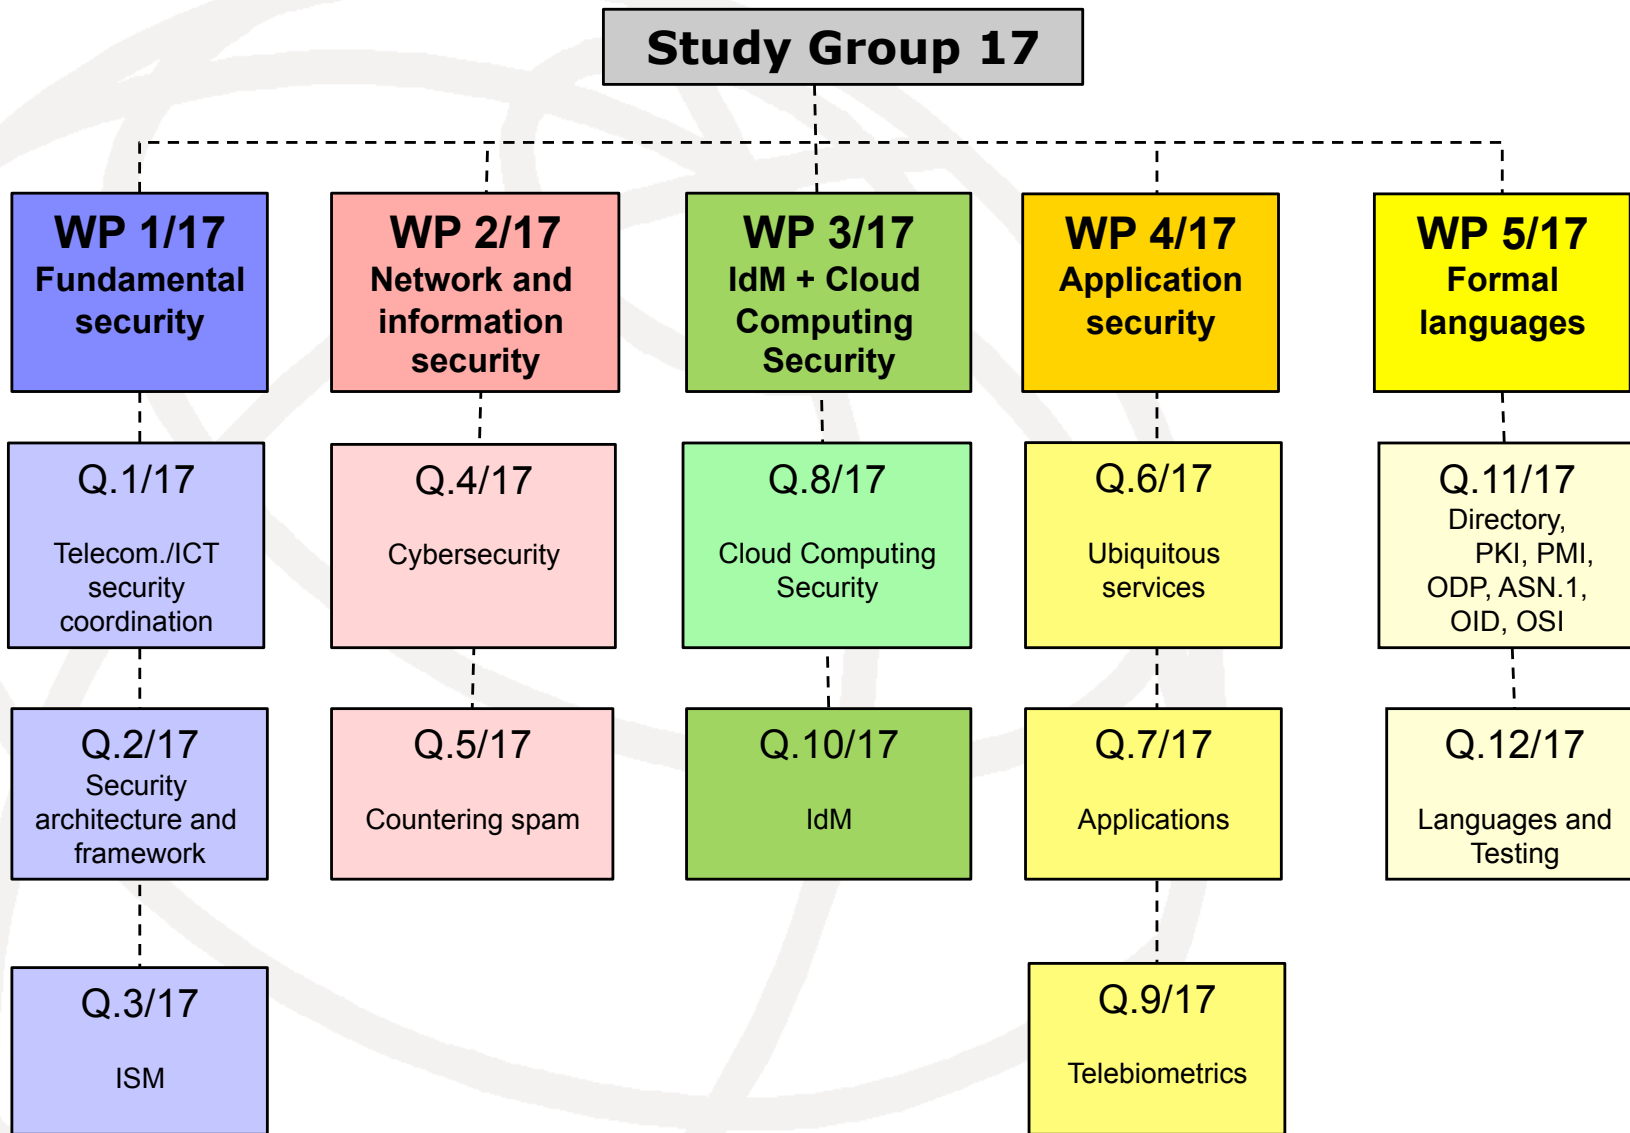 Study Group 17
WP 1/17
Fundamental
security
WP 2/17
Network and
information
security
WP 3/17
IdM + Cloud
Computing
Security
WP 4/17
Application
security
WP 5/17
Formal
languages
Q.1/17
Telecom./ICT
security
coordination
Q.4/17
Cybersecurity
Q.8/17
Cloud Computing
Security
Q.6/17
Ubiquitous
services
Q.11/17
Directory,
PKI, PMI,
ODP, ASN.1,
OID, OSI
Q.2/17
Security
architecture and
framework
Q.5/17
Countering spam
Q.10/17
IdM
Q.7/17
Applications
Q.12/17
Languages and
Testing
Q.3/17
ISM
Q.9/17
Telebiometrics